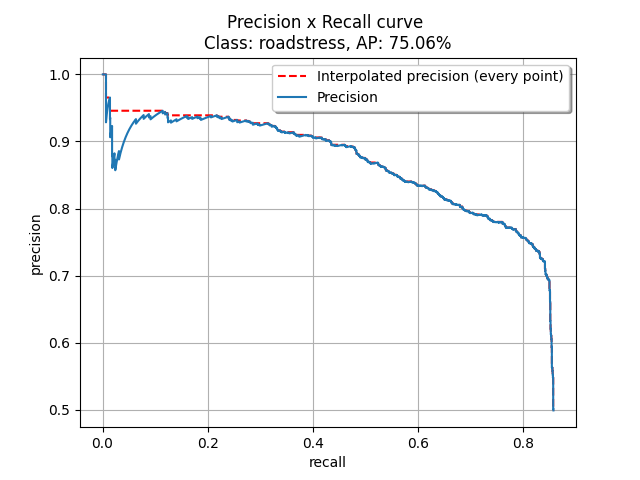 Precision x Recall curve
Class: roadstress, AP: 75.06%
Interpolated precision (every point)
Precision
1.0
0.9
0.8
0.7
0.6
0.5
precision
0.0 0.2 0.4 0.6 0.8
recall